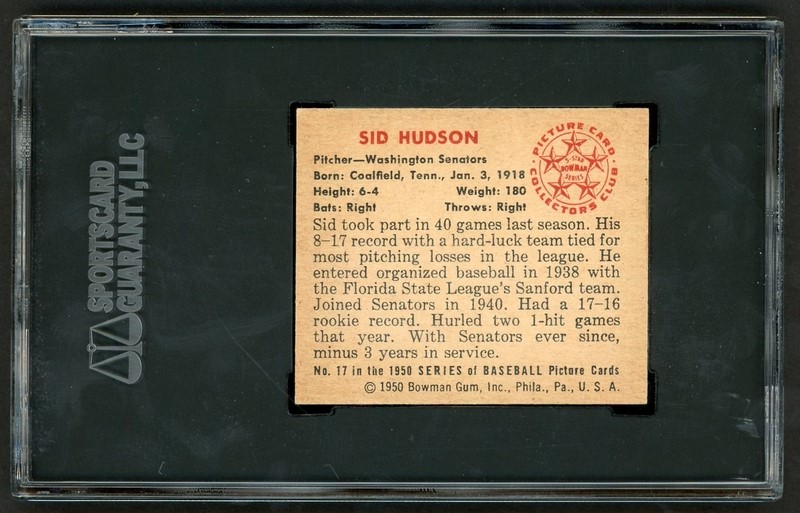 SPORTSCARD
GUARANTY, LLC
SID HUDSON
Pitcher—Washington Senators
Born: Coalfield, Tenn., Jan. 3, 1918
Height: 6-4 Weight: 180
Bats: Right Throws: Right
PICTURE CARD
COLLECTORS CLUB
5-STAR
BOWMAN
SERIES
Sid took part in 40 games last season. His
8-17 record with a hard-luck team tied for
most pitching losses in the league. He
entered organized baseball in 1938 with
the Florida State League's Sanford team.
Joined Senators in 1940. Had a 17-16
rookie record. Hurled two 1-hit games
that year. With Senators ever since,
minus 3 years in service.
No. 17 in the 1950 SERIES of BASEBALL Picture Cards
© 1950 Bowman Gum, Inc., Phila., Pa., U. S. A.